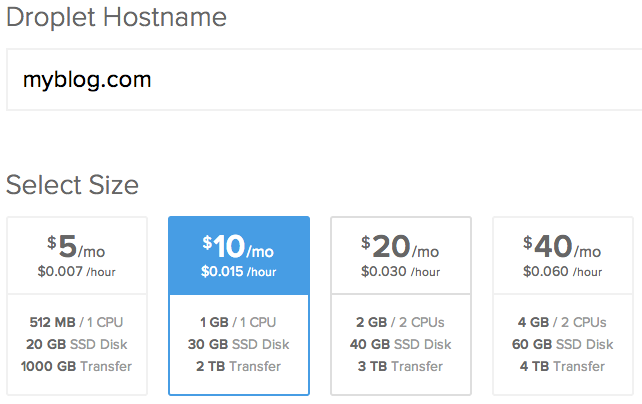 Droplet Hostname
myblog.com
Select Size
$5/mo
$0.007 /hour
512 MB / 1 CPU
20 GB SSD Disk
1000 GB Transfer
$10/mo
$0.015 /hour
1 GB / 1 CPU
30 GB SSD Disk
2 TB Transfer
$20/mo
$0.030 /hour
2 GB / 2 CPUs
40 GB SSD Disk
3 TB Transfer
$40/mo
$0.060 /hour
4 GB / 2 CPUs
60 GB SSD Disk
4 TB Transfer